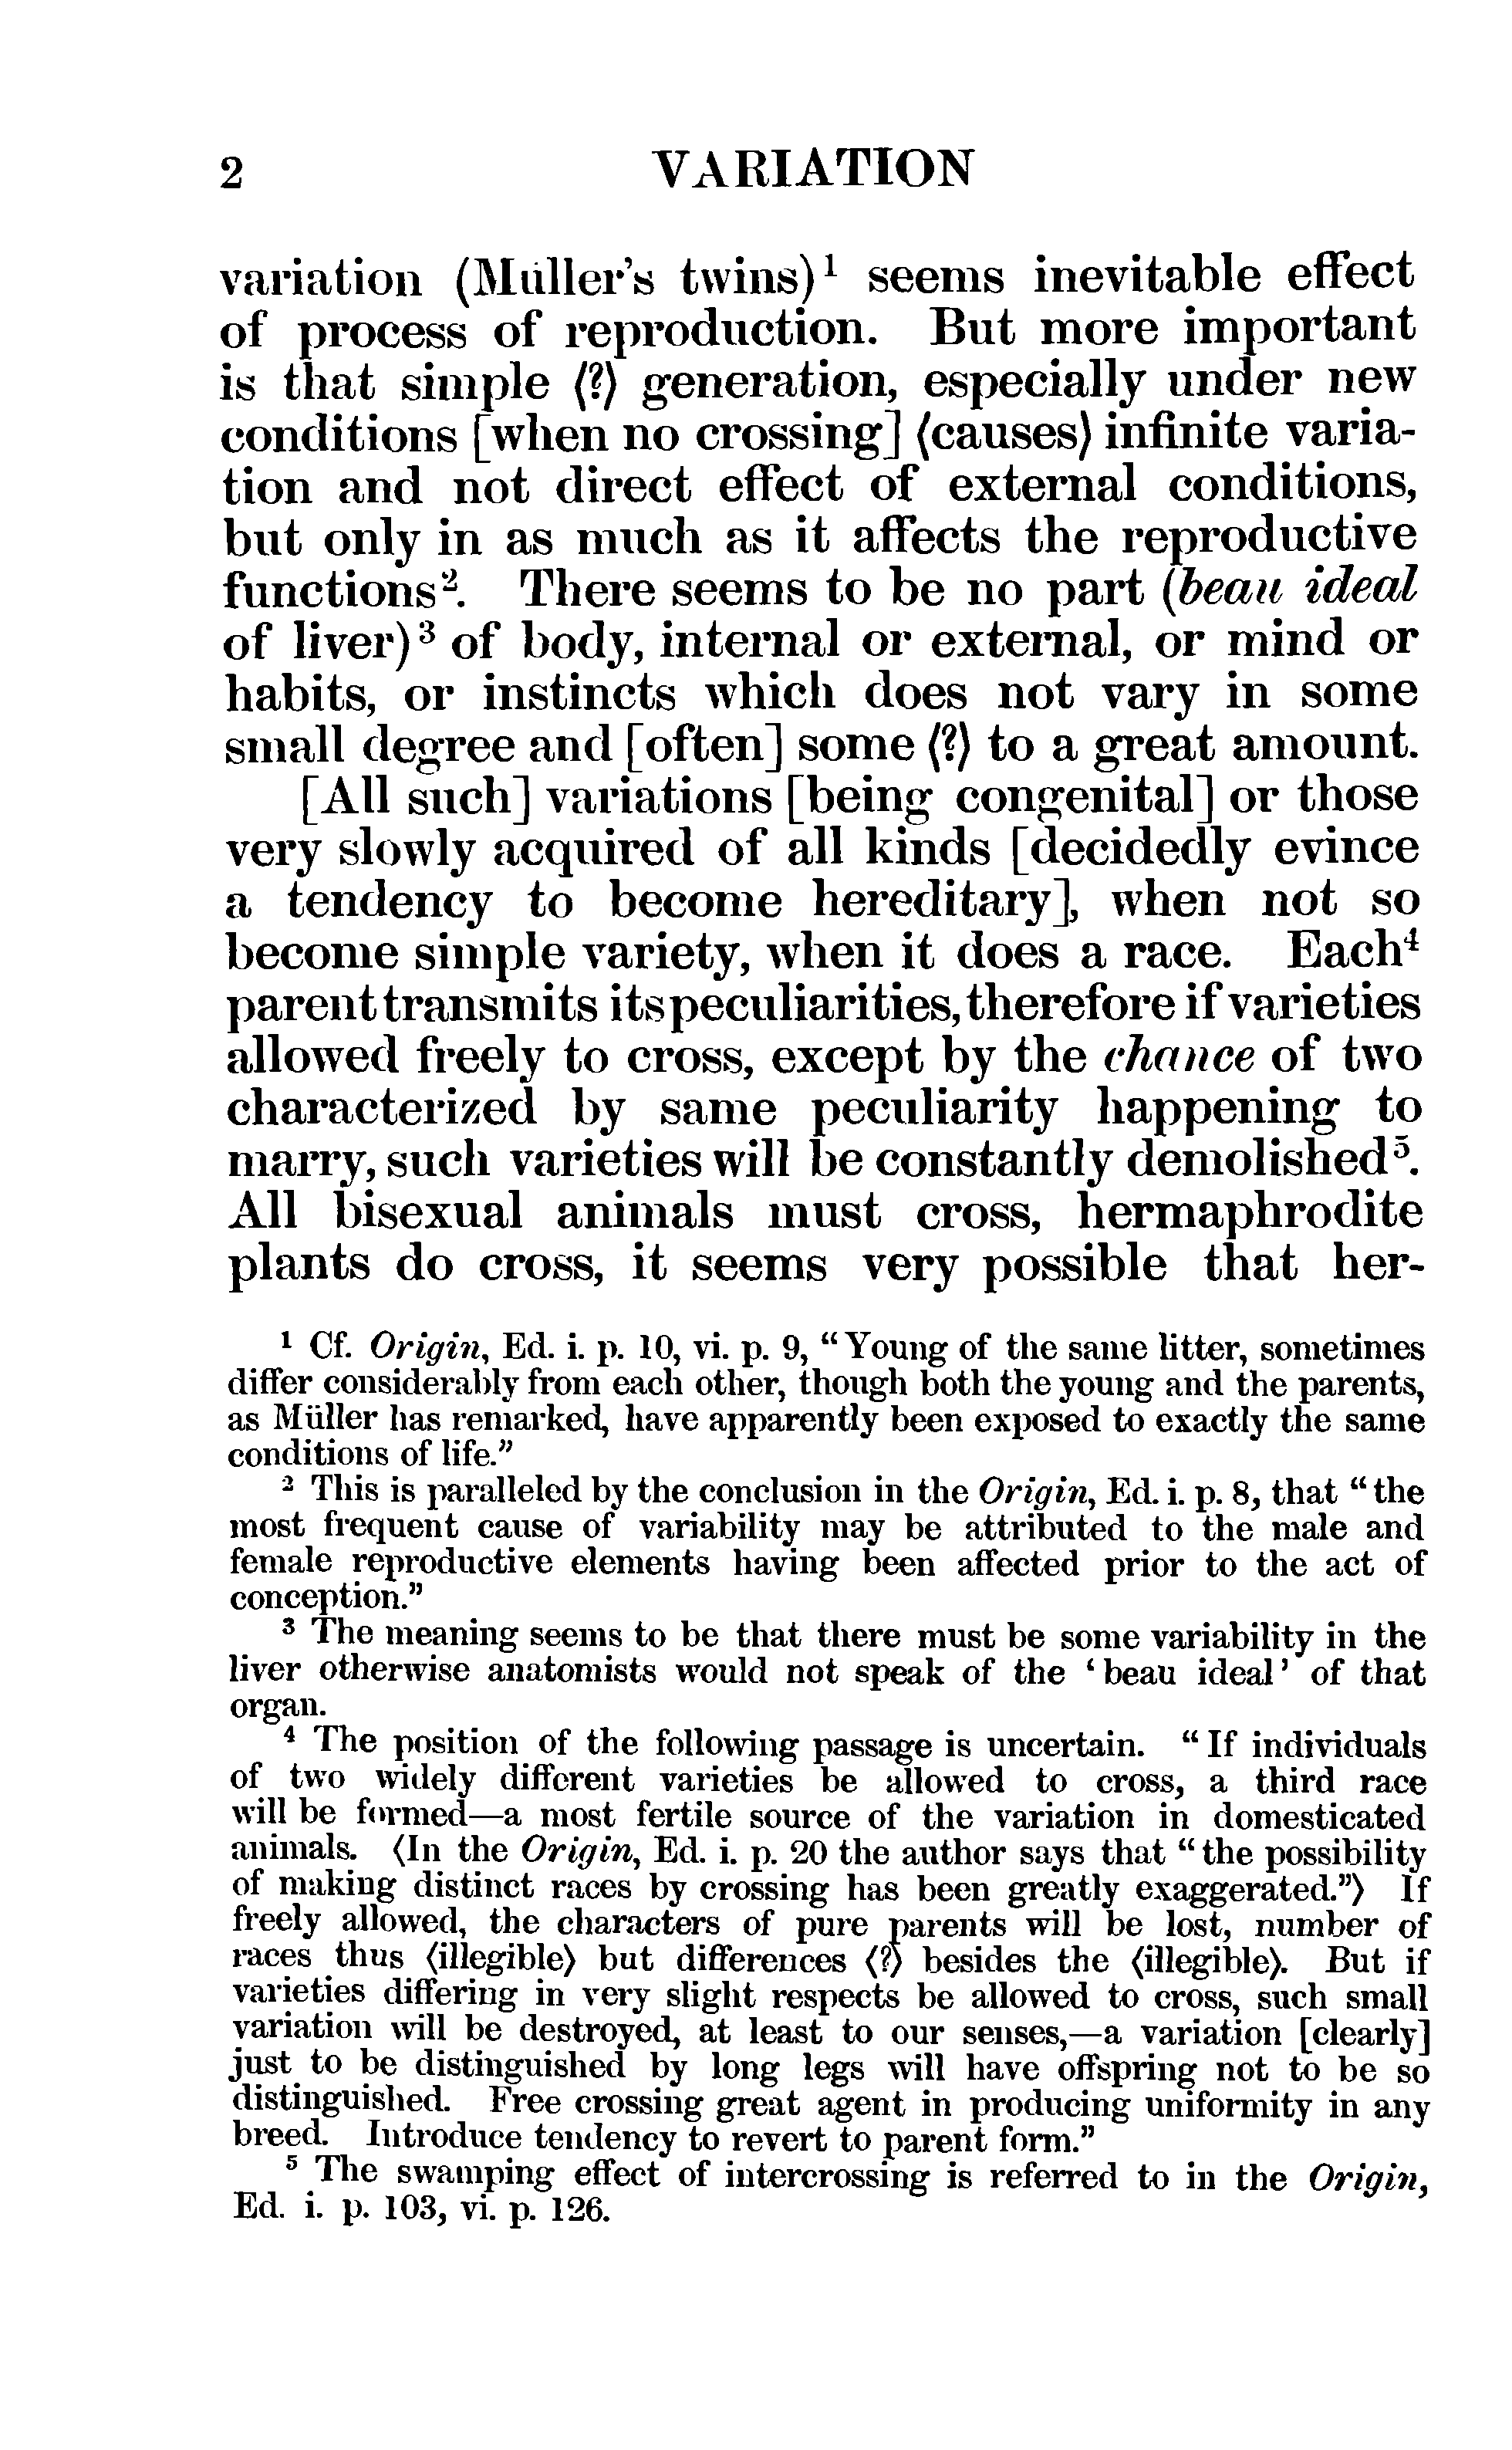 2 VARIATION
variation (Müller's twins)¹ seems inevitable effect
of process of reproduction. But more important
is that simple ⟨?⟩ generation, especially under new
conditions [when no crossing] ⟨causes⟩ infinite varia-
tion and not direct effect of external conditions,
but only in as much as it affects the reproductive
functions². There seems to be no part (beau ideal
of liver)³ of body, internal or external, or mind or
habits, or instincts which does not vary in some
small degree and [often] some ⟨?⟩ to a great amount.
[All such] variations [being congenital] or those
very slowly acquired of all kinds [decidedly evince
a tendency to become hereditary], when not so
become simple variety, when it does a race. Each⁴
parent transmits its peculiarities, therefore if varieties
allowed freely to cross, except by the chance of two
characterized by same peculiarity happening to
marry, such varieties will be constantly demolished⁵.
All bisexual animals must cross, hermaphrodite
plants do cross, it seems very possible that her-
¹ Cf. Origin, Ed. i. p. 10, vi. p. 9, "Young of the same litter, sometimes
differ considerably from each other, though both the young and the parents,
as Müller has remarked, have apparently been exposed to exactly the same
conditions of life."
² This is paralleled by the conclusion in the Origin, Ed. i. p. 8, that "the
most frequent cause of variability may be attributed to the male and
female reproductive elements having been affected prior to the act of
conception."
³ The meaning seems to be that there must be some variability in the
liver otherwise anatomists would not speak of the 'beau ideal' of that
organ.
⁴ The position of the following passage is uncertain. "If individuals
of two widely different varieties be allowed to cross, a third race
will be formed—a most fertile source of the variation in domesticated
animals. ⟨In the Origin, Ed. i. p. 20 the author says that "the possibility
of making distinct races by crossing has been greatly exaggerated."⟩ If
freely allowed, the characters of pure parents will be lost, number of
races thus ⟨illegible⟩ but differences ⟨?⟩ besides the ⟨illegible⟩. But if
varieties differing in very slight respects be allowed to cross, such small
variation will be destroyed, at least to our senses,—a variation [clearly]
just to be distinguished by long legs will have offspring not to be so
distinguished. Free crossing great agent in producing uniformity in any
breed. Introduce tendency to revert to parent form."
⁵ The swamping effect of intercrossing is referred to in the Origin,
Ed. i. p. 103, vi. p. 126.